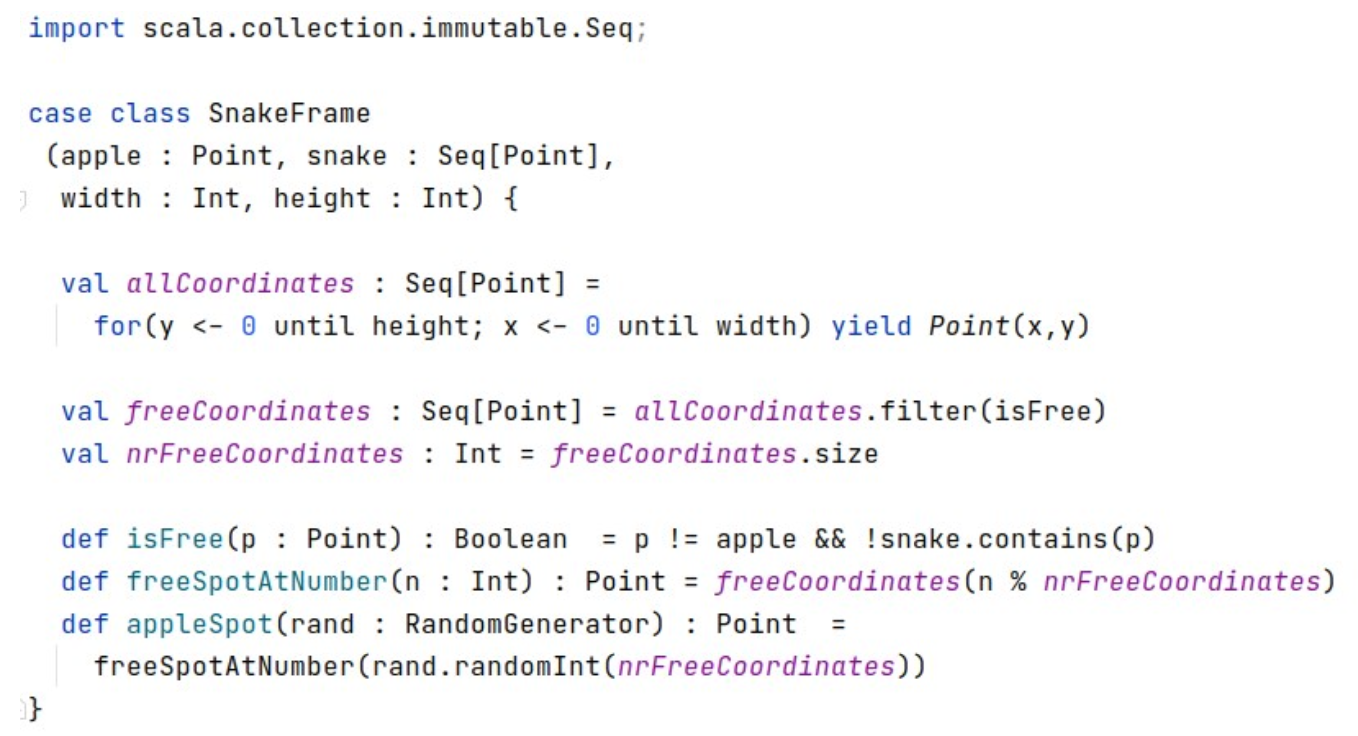 import scala.collection.immutable.Seq;
case class SnakeFrame
(apple : Point, snake : Seq[Point],
width : Int, height : Int) {
val allCoordinates : Seq[Point] =
for(y <- 0 until height; x <- 0 until width) yield Point(x,y)
val freeCoordinates : Seq[Point] = allCoordinates.filter(isFree)
val nrFreeCoordinates : Int = freeCoordinates.size
def isFree(p : Point) : Boolean  = p != apple && !snake.contains(p)
def freeSpotAtNumber(n : Int) : Point = freeCoordinates(n % nrFreeCoordinates)
def appleSpot(rand : RandomGenerator) : Point  =
freeSpotAtNumber(rand.randomInt(nrFreeCoordinates))
}